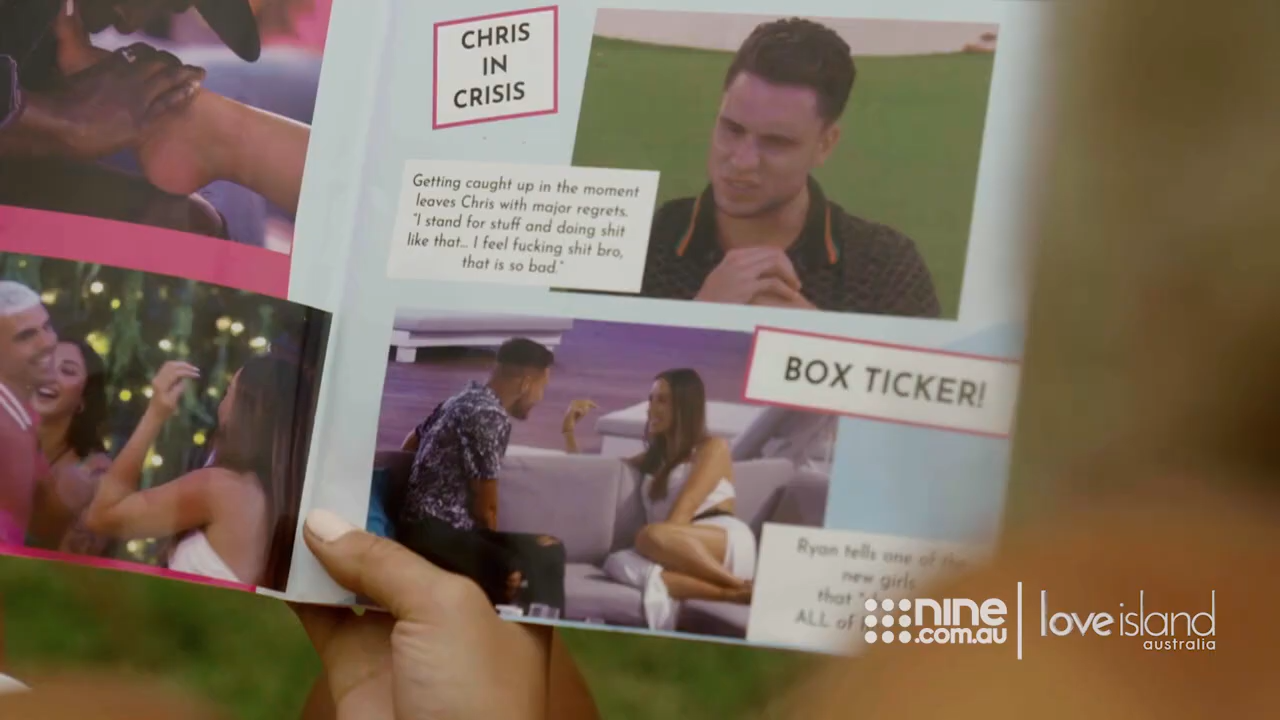 CHRIS
IN
CRISIS
Getting caught up in the moment
leaves Chris with major regrets.
"I stand for stuff and doing shit
like that... I feel fucking shit bro,
that is so bad."
BOX TICKER!
Ryan tells one of the
new girls
that
ALL of
nine
.com.au
love island
australia